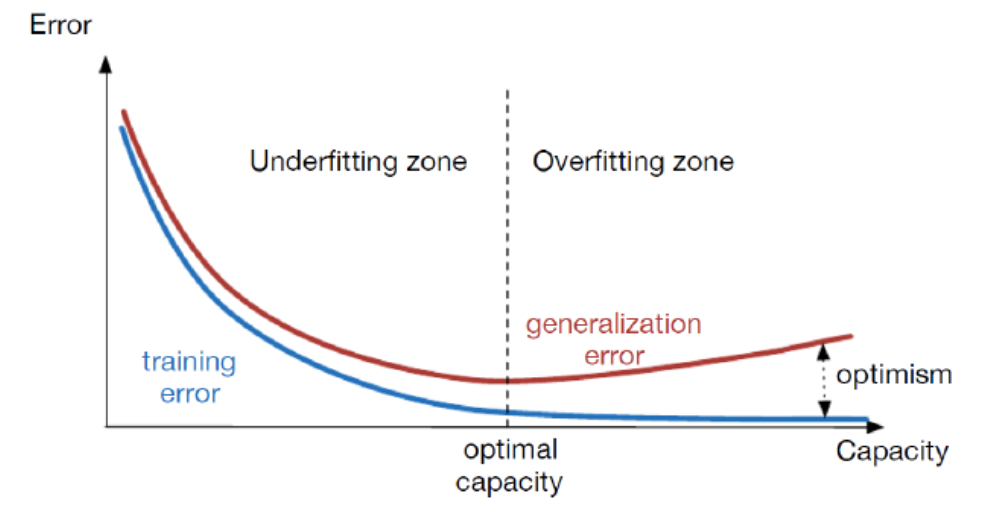 Error
Underfitting zone
Overfitting zone
generalization
error
training
error
optimism
optimal
capacity
Capacity